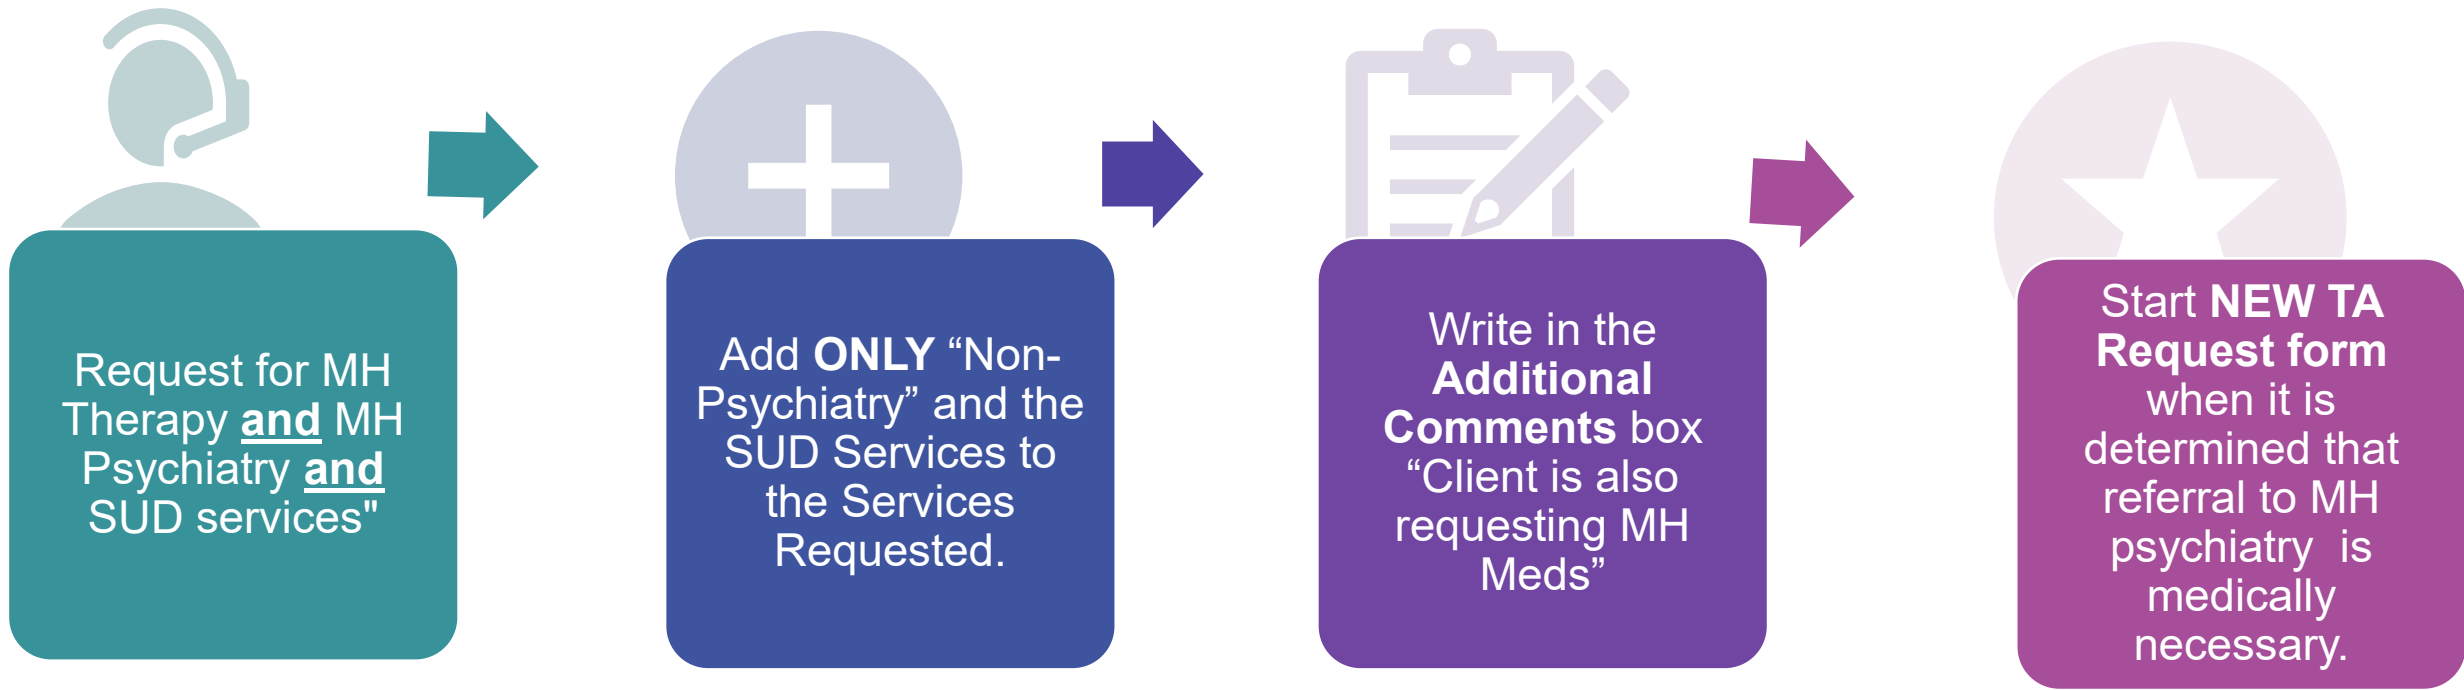 Request for MH
Therapy and MH
Psychiatry and
SUD services"
Add ONLY “Non-
Psychiatry” and the
SUD Services to
the Services
Requested.
Write in the
Additional
Comments box
“Client is also
requesting MH
Meds”
Start NEW TA
Request form
when it is
determined that
referral to MH
psychiatry  is
medically
necessary.